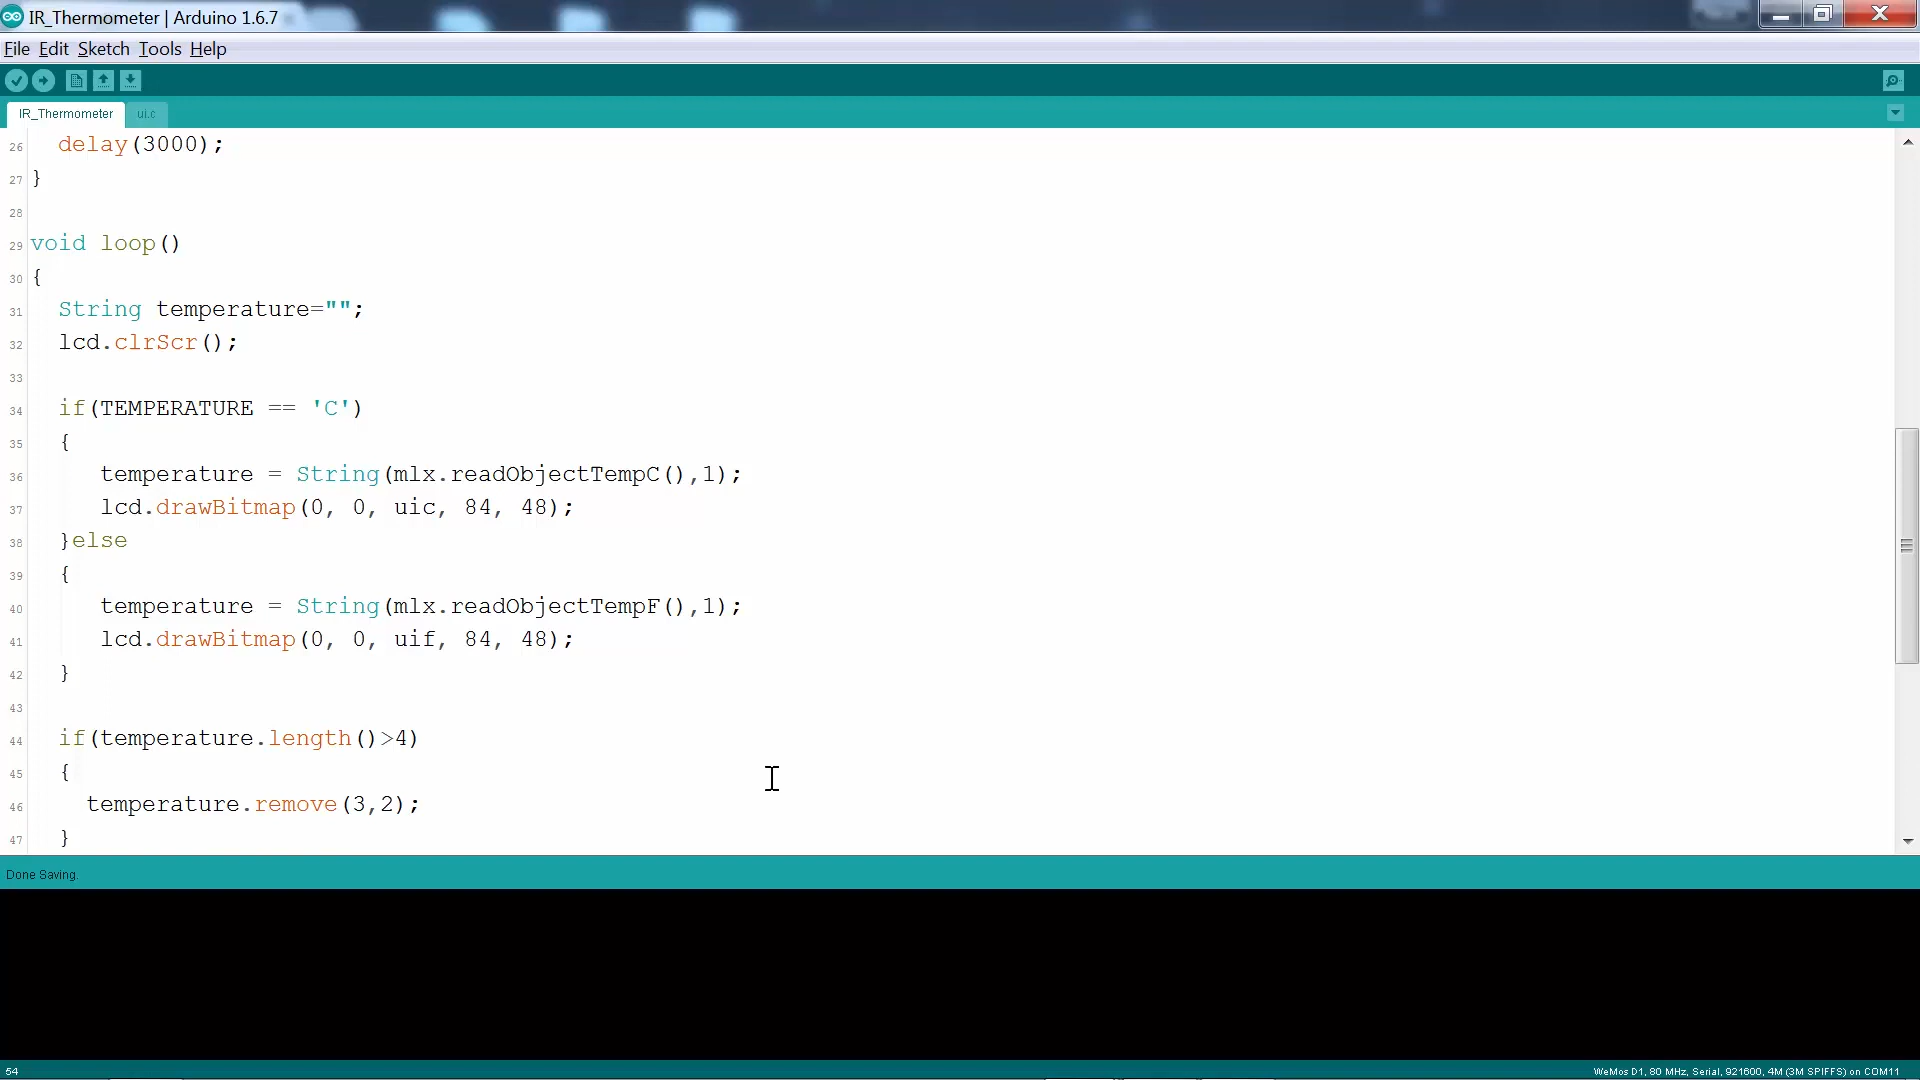 IR_Thermometer | Arduino 1.6.7
File Edit Sketch Tools Help
IR_Thermometer ui.c
26 delay(3000);
27 }
28
29 void loop()
30 {
31 String temperature="";
32 lcd.clrScr();
33
34 if(TEMPERATURE == 'C')
35 {
36 temperature = String(mlx.readObjectTempC(),1);
37 lcd.drawBitmap(0, 0, uic, 84, 48);
38 }else
39 {
40 temperature = String(mlx.readObjectTempF(),1);
41 lcd.drawBitmap(0, 0, uif, 84, 48);
42 }
43
44 if(temperature.length()>4)
45 {
46 temperature.remove(3,2);
47 }
Done Saving.
54 WeMos D1, 80 MHz, Serial, 921600, 4M (3M SPIFFS) on COM11